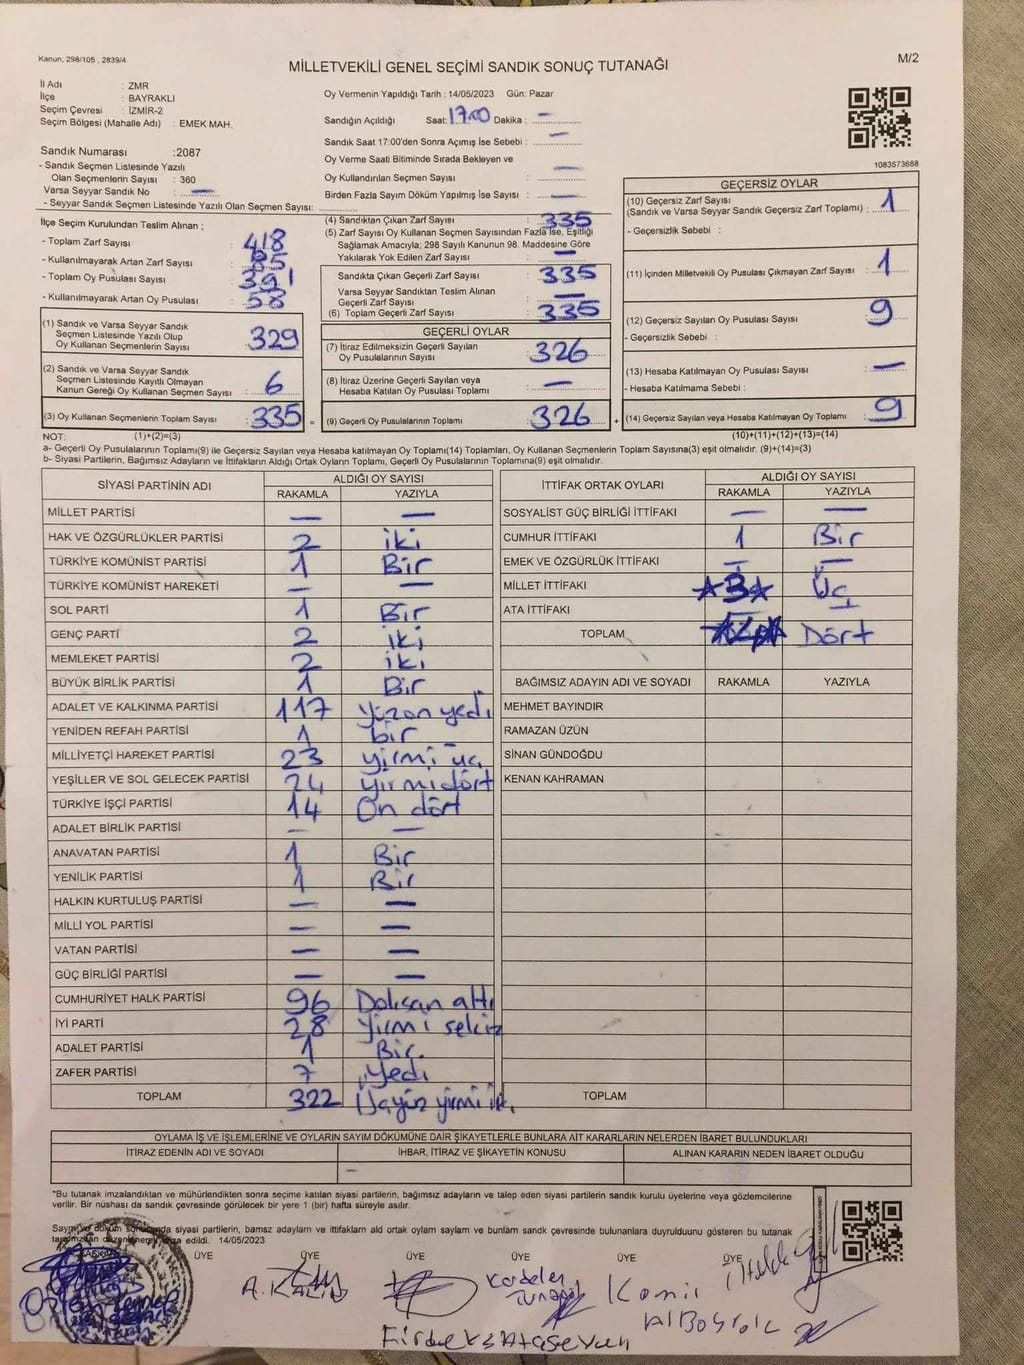 Kanun, 298/105 , 2839/4
M/2
MİLLETVEKİLİ GENEL SEÇİMİ SANDIK SONUÇ TUTANAĞI
İl Adı : ZMR
İlçe : BAYRAKLI
Seçim Çevresi : İZMİR-2
Seçim Bölgesi (Mahalle Adı) : EMEK MAH.
Sandık Numarası :2087
- Sandık Seçmen Listesinde Yazılı
Olan Seçmenlerin Sayısı : 360
Varsa Seyyar Sandık No : —
- Seyyar Sandık Seçmen Listesinde Yazılı Olan Seçmen Sayısı:
Oy Vermenin Yapıldığı Tarih : 14/05/2023 Gün: Pazar
Sandığın Açıldığı Saat: 17.00 Dakika : —
Sandık Saat 17:00'den Sonra Açımış İse Sebebi : —
Oy Verme Saati Bitiminde Sırada Bekleyen ve
Oy Kullandırılan Seçmen Sayısı : —
Birden Fazla Sayım Döküm Yapılmış İse Sayısı : —
1083573668
İlçe Seçim Kurulundan Teslim Alınan ;
- Toplam Zarf Sayısı : 418
- Kullanılmayarak Artan Zarf Sayısı :
- Toplam Oy Pusulası Sayısı : 391
- Kullanılmayarak Artan Oy Pusulası : 58
(1) Sandık ve Varsa Seyyar Sandık
Seçmen Listesinde Yazılı Olup
Oy Kullanan Seçmenlerin Sayısı : 329
(2) Sandık ve Varsa Seyyar Sandık
Seçmen Listesinde Kayıtlı Olmayan
Kanun Gereği Oy Kullanan Seçmen Sayısı : 6
(3) Oy Kullanan Seçmenlerin Toplam Sayısı : 335 =
(4) Sandıktan Çıkan Zarf Sayısı : 335
(5) Zarf Sayısı Oy Kullanan Seçmen Sayısından Fazla İse, Eşitliği
Sağlamak Amacıyla; 298 Sayılı Kanunun 98. Maddesine Göre
Yakılarak Yok Edilen Zarf Sayısı : —
Sandıkta Çıkan Geçerli Zarf Sayısı : 335
Varsa Seyyar Sandıktan Teslim Alınan
Geçerli Zarf Sayısı : —
(6) Toplam Geçerli Zarf Sayısı : 335
GEÇERLİ OYLAR
(7) İtiraz Edilmeksizin Geçerli Sayılan
Oy Pusulalarının Sayısı : 326
(8) İtiraz Üzerine Geçerli Sayılan veya
Hesaba Katılan Oy Pusulası Toplamı : —
(9) Geçerli Oy Pusulalarının Toplamı : 326 +
GEÇERSİZ OYLAR
(10) Geçersiz Zarf Sayısı
(Sandık ve Varsa Seyyar Sandık Geçersiz Zarf Toplamı) : 1
- Geçersizlik Sebebi :
(11) İçinden Milletvekili Oy Pusulası Çıkmayan Zarf Sayısı : 1
(12) Geçersiz Sayılan Oy Pusulası Sayısı : 9
- Geçersizlik Sebebi :
(13) Hesaba Katılmayan Oy Pusulası Sayısı : —
- Hesaba Katılmama Sebebi :
(14) Geçersiz Sayılan veya Hesaba Katılmayan Oy Toplamı : 9
NOT: (1)+(2)=(3) (10)+(11)+(12)+(13)=(14)
a- Geçerli Oy Pusulalarının Toplamı(9) ile Geçersiz Sayılan veya Hesaba katılmayan Oy Toplamı(14) Toplamları, Oy Kullanan Seçmenlerin Toplam Sayısına(3) eşit olmalıdır. (9)+(14)=(3)
b- Siyasi Partilerin, Bağımsız Adayların ve İttifakların Aldığı Ortak Oyların Toplamı, Geçerli Oy Pusulalarının Toplamına(9) eşit olmalıdır.
SİYASİ PARTİNİN ADI ALDIĞI OY SAYISI
RAKAMLA YAZIYLA
MİLLET PARTİSİ — —
HAK VE ÖZGÜRLÜKLER PARTİSİ 2 iki
TÜRKİYE KOMÜNİST PARTİSİ 1 Bir
TÜRKİYE KOMÜNİST HAREKETİ — —
SOL PARTİ 1 Bir
GENÇ PARTİ 2 iki
MEMLEKET PARTİSİ 2 iki
BÜYÜK BİRLİK PARTİSİ 1 Bir
ADALET VE KALKINMA PARTİSİ 117 yüzon yedi
YENİDEN REFAH PARTİSİ 1 bir
MİLLİYETÇİ HAREKET PARTİSİ 23 yirmi üç
YEŞİLLER VE SOL GELECEK PARTİSİ 24 yirmidört
TÜRKİYE İŞÇİ PARTİSİ 14 On dört
ADALET BİRLİK PARTİSİ — —
ANAVATAN PARTİSİ 1 Bir
YENİLİK PARTİSİ 1 Bir
HALKIN KURTULUŞ PARTİSİ — —
MİLLİ YOL PARTİSİ — —
VATAN PARTİSİ — —
GÜÇ BİRLİĞİ PARTİSİ — —
CUMHURİYET HALK PARTİSİ 96 Doksan altı
İYİ PARTİ 28 yirmi sekiz
ADALET PARTİSİ 1 Bir.
ZAFER PARTİSİ 7 Yedi
TOPLAM 322 Üçyüz yirmi iki
İTTİFAK ORTAK OYLARI ALDIĞI OY SAYISI
RAKAMLA YAZIYLA
SOSYALİST GÜÇ BİRLİĞİ İTTİFAKI — —
CUMHUR İTTİFAKI 1 Bir
EMEK VE ÖZGÜRLÜK İTTİFAKI — —
MİLLET İTTİFAKI *3* Üç
ATA İTTİFAKI — —
TOPLAM Dört
BAĞIMSIZ ADAYIN ADI VE SOYADI RAKAMLA YAZIYLA
MEHMET BAYINDIR
RAMAZAN ÜZÜN
SİNAN GÜNDOĞDU
KENAN KAHRAMAN
TOPLAM
OYLAMA İŞ VE İŞLEMLERİNE VE OYLARIN SAYIM DÖKÜMÜNE DAİR ŞİKAYETLERLE BUNLARA AİT KARARLARIN NELERDEN İBARET BULUNDUKLARI
İTİRAZ EDENİN ADI VE SOYADI İHBAR, İTİRAZ VE ŞİKAYETİN KONUSU ALINAN KARARIN NEDEN İBARET OLDUĞU
—
*Bu tutanak imzalandıktan ve mühürlendikten sonra seçime katılan siyasi partilerin, bağımsız adayların ve talep eden siyasi partilerin sandık kurulu üyelerine veya gözlemcilerine
verilir. Bir nüshası da sandık çevresinde görülecek bir yere 1 (bir) hafta süreyle asılır.
siyasi partilerin, bamsz adaylarn ve ittifakların ald ortak oylam saylam ve bunlarn sandk çevresinde bulunanlara duyrulduunu gösteren bu tutanak
edildi. 14/05/2023
ÜYE ÜYE ÜYE ÜYE ÜYE ÜYE
A.